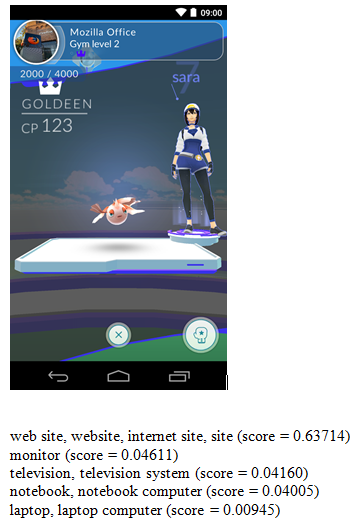 09:00
Mozilla Office
Gym level 2
2000 / 4000
7
sara
GOLDEEN
CP 123
web site, website, internet site, site (score = 0.63714)
monitor (score = 0.04611)
television, television system (score = 0.04160)
notebook, notebook computer (score = 0.04005)
laptop, laptop computer (score = 0.00945)